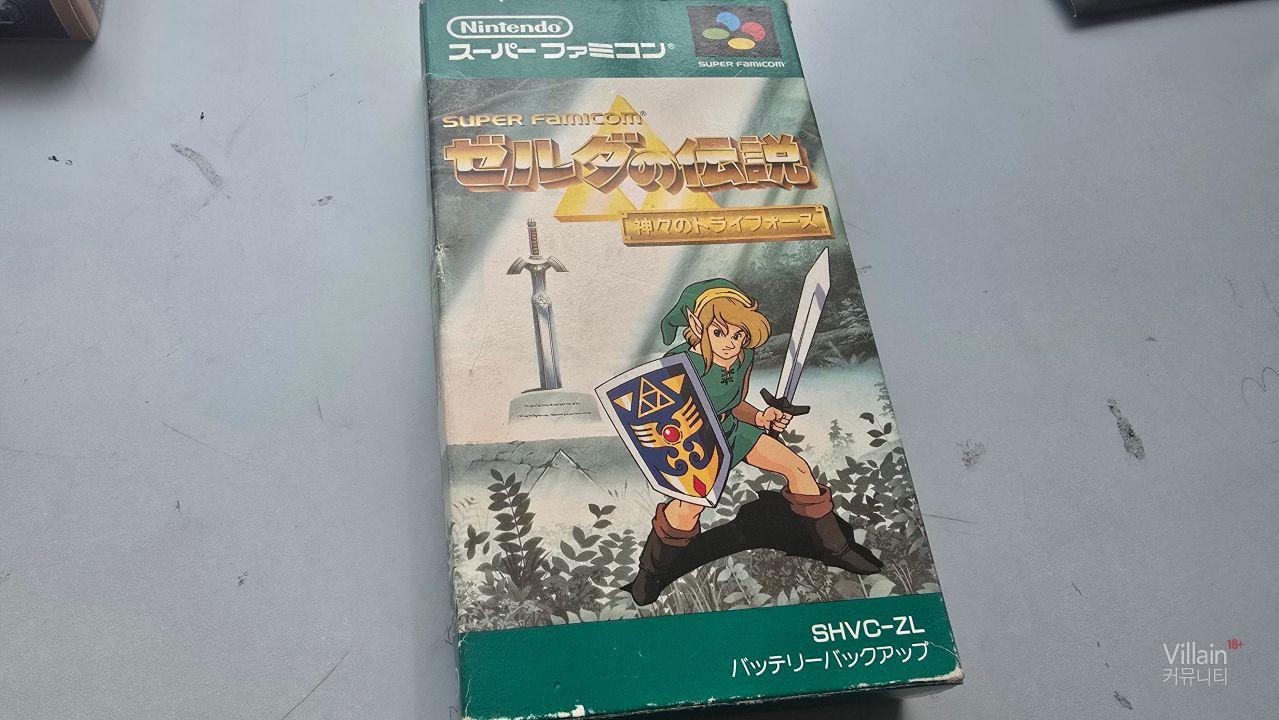 Nintendo®
スーパーファミコン®
SUPER FAMICOM
SUPER FAMICOM®
ゼルダの伝説®
神々のトライフォース
SHVC-ZL
バッテリーバックアップ
Villain 18+
커뮤니티